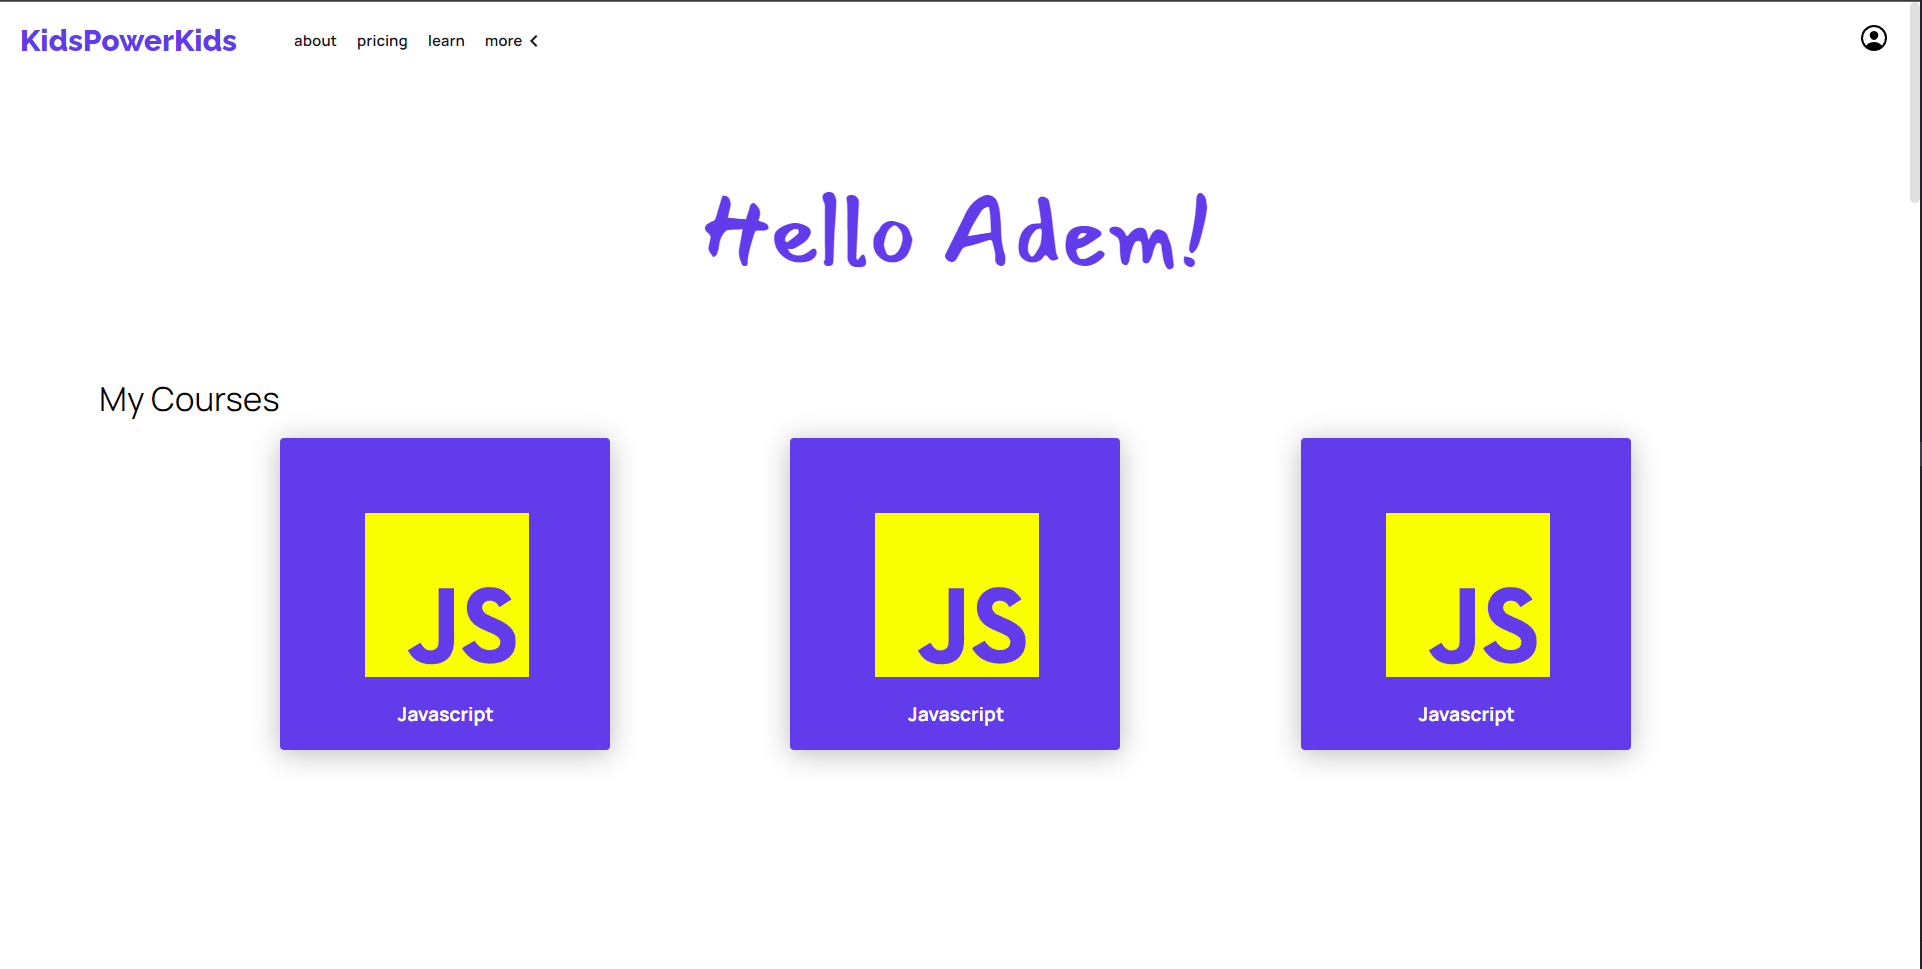 KidsPowerKids about pricing learn more
Hello Adem!
My Courses
JS JS JS
Javascript Javascript Javascript